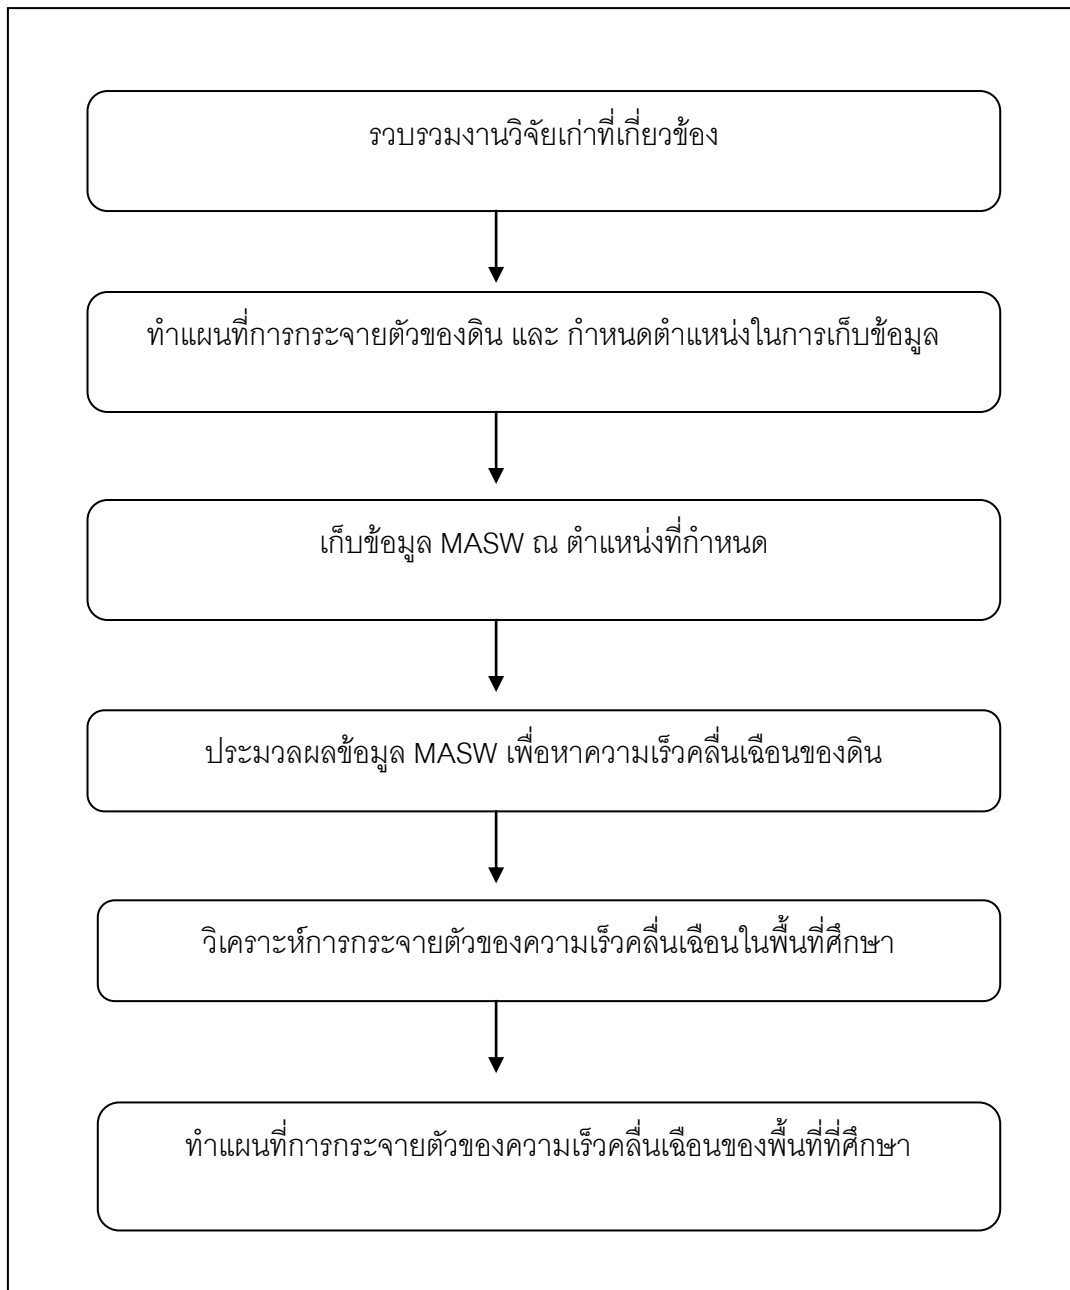 รวบรวมงานวิจัยเก่าที่เกี่ยวข้อง
ทำแผนที่การกระจายตัวของดิน และ กำหนดตำแหน่งในการเก็บข้อมูล
เก็บข้อมูล MASW ณ ตำแหน่งที่กำหนด
ประมวลผลข้อมูล MASW เพื่อหาความเร็วคลื่นเฉือนของดิน
วิเคราะห์การกระจายตัวของความเร็วคลื่นเฉือนในพื้นที่ศึกษา
ทำแผนที่การกระจายตัวของความเร็วคลื่นเฉือนของพื้นที่ที่ศึกษา